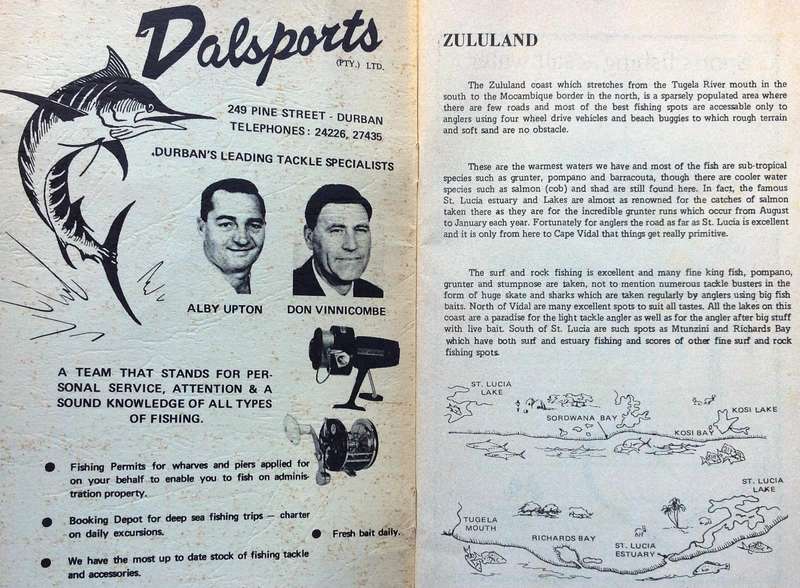 Dalsports
(PTY.) LTD.
249 PINE STREET - DURBAN
TELEPHONES: 24226, 27435
DURBAN'S LEADING TACKLE SPECIALISTS
ALBY UPTON
DON VINNICOMBE
A TEAM THAT STANDS FOR PER-
SONAL SERVICE, ATTENTION & A
SOUND KNOWLEDGE OF ALL TYPES
OF FISHING.
Fishing Permits for wharves and piers applied for
on your behalf to enable you to fish on adminis-
tration property.
Booking Depot for deep sea fishing trips – charter
on daily excursions.
Fresh bait daily.
We have the most up to date stock of fishing tackle
and accessories.
ZULULAND
The Zululand coast which stretches from the Tugela River mouth in the
south to the Mocambique border in the north, is a sparsely populated area where
there are few roads and most of the best fishing spots are accessable only to
anglers using four wheel drive vehicles and beach buggies to which rough terrain
and soft sand are no obstacle.
These are the warmest waters we have and most of the fish are sub-tropical
species such as grunter, pompano and barracouta, though there are cooler water
species such as salmon (cob) and shad are still found here. In fact, the famous
St. Lucia estuary and Lakes are almost as renowned for the catches of salmon
taken there as they are for the incredible grunter runs which occur from August
to January each year. Fortunately for anglers the road as far as St. Lucia is excellent
and it is only from here to Cape Vidal that things get really primitive.
The surf and rock fishing is excellent and many fine king fish, pompano,
grunter and stumpnose are taken, not to mention numerous tackle busters in the
form of huge skate and sharks which are taken regularly by anglers using big fish
baits. North of Vidal are many excellent spots to suit all tastes. All the lakes on this
coast are a paradise for the light tackle angler as well as for the angler after big stuff
with live bait. South of St. Lucia are such spots as Mtunzini and Richards Bay
which have both surf and estuary fishing and scores of other fine surf and rock
fishing spots.
ST. LUCIA
LAKE
SORDWANA BAY
KOSI BAY
KOSI LAKE
TUGELA
MOUTH
RICHARDS BAY
ST. LUCIA
ESTUARY
ST. LUCIA
LAKE